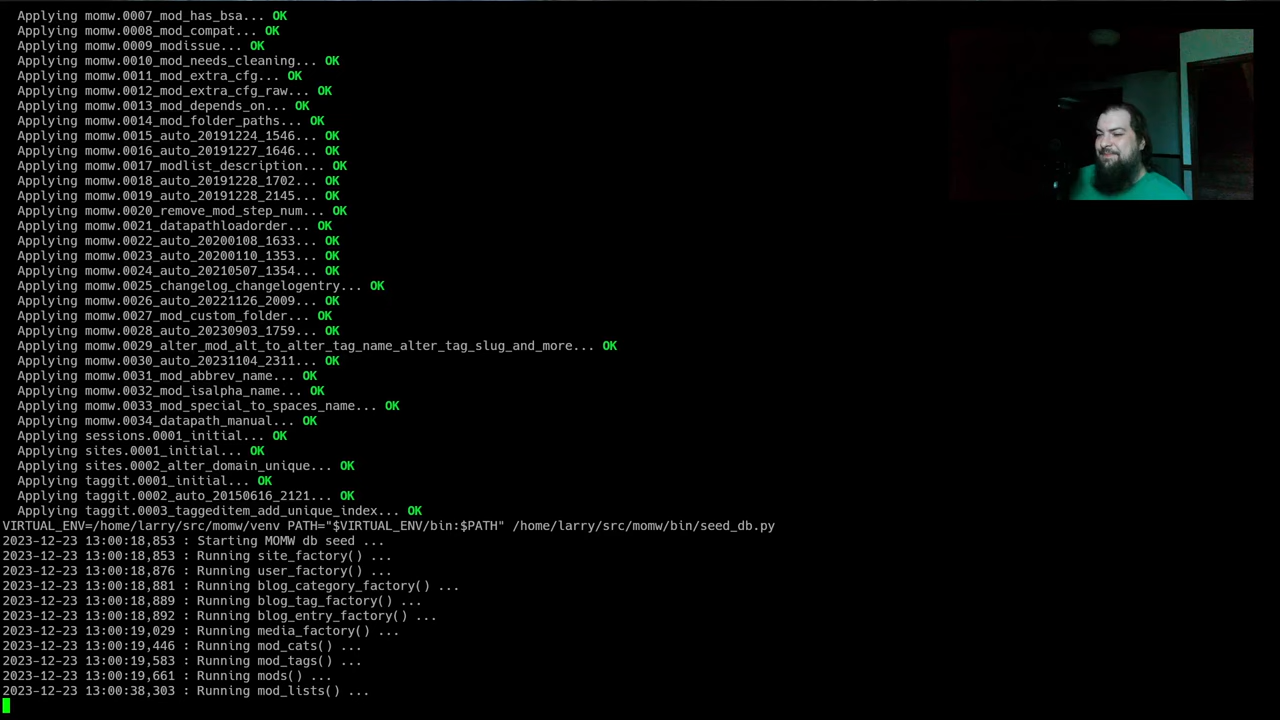 Applying momw.0007_mod_has_bsa... OK
Applying momw.0008_mod_compat... OK
Applying momw.0009_modissue... OK
Applying momw.0010_mod_needs_cleaning... OK
Applying momw.0011_mod_extra_cfg... OK
Applying momw.0012_mod_extra_cfg_raw... OK
Applying momw.0013_mod_depends_on... OK
Applying momw.0014_mod_folder_paths... OK
Applying momw.0015_auto_20191224_1546... OK
Applying momw.0016_auto_20191227_1646... OK
Applying momw.0017_modlist_description... OK
Applying momw.0018_auto_20191228_1702... OK
Applying momw.0019_auto_20191228_2145... OK
Applying momw.0020_remove_mod_step_num... OK
Applying momw.0021_datapathloadorder... OK
Applying momw.0022_auto_20200108_1633... OK
Applying momw.0023_auto_20200110_1353... OK
Applying momw.0024_auto_20210507_1354... OK
Applying momw.0025_changelog_changelogentry... OK
Applying momw.0026_auto_20221126_2009... OK
Applying momw.0027_mod_custom_folder... OK
Applying momw.0028_auto_20230903_1759... OK
Applying momw.0029_alter_mod_alt_to_alter_tag_name_alter_tag_slug_and_more... OK
Applying momw.0030_auto_20231104_2311... OK
Applying momw.0031_mod_abbrev_name... OK
Applying momw.0032_mod_isalpha_name... OK
Applying momw.0033_mod_special_to_spaces_name... OK
Applying momw.0034_datapath_manual... OK
Applying sessions.0001_initial... OK
Applying sites.0001_initial... OK
Applying sites.0002_alter_domain_unique... OK
Applying taggit.0001_initial... OK
Applying taggit.0002_auto_20150616_2121... OK
Applying taggit.0003_taggeditem_add_unique_index... OK
VIRTUAL_ENV=/home/larry/src/momw/venv PATH="$VIRTUAL_ENV/bin:$PATH" /home/larry/src/momw/bin/seed_db.py
2023-12-23 13:00:18,853 : Starting MOMW db seed ...
2023-12-23 13:00:18,853 : Running site_factory() ...
2023-12-23 13:00:18,876 : Running user_factory() ...
2023-12-23 13:00:18,881 : Running blog_category_factory() ...
2023-12-23 13:00:18,889 : Running blog_tag_factory() ...
2023-12-23 13:00:18,892 : Running blog_entry_factory() ...
2023-12-23 13:00:19,029 : Running media_factory() ...
2023-12-23 13:00:19,446 : Running mod_cats() ...
2023-12-23 13:00:19,583 : Running mod_tags() ...
2023-12-23 13:00:19,661 : Running mods() ...
2023-12-23 13:00:38,303 : Running mod_lists() ...